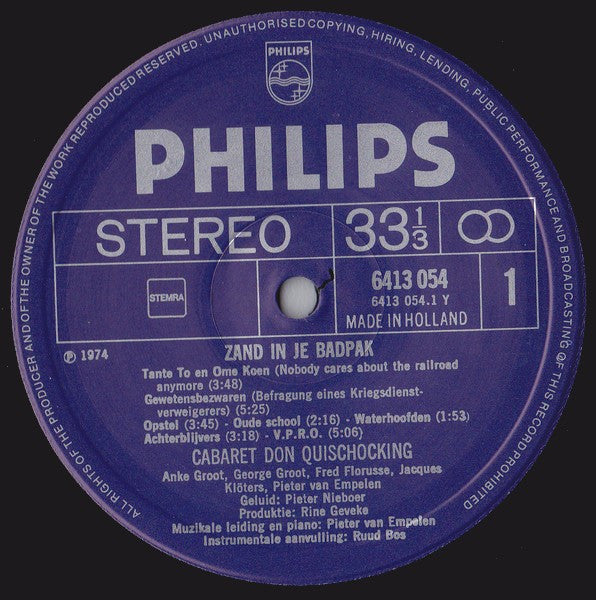 ALL RIGHTS OF THE PRODUCER AND OF THE OWNER OF THE WORK REPRODUCED RESERVED. UNAUTHORISED COPYING, HIRING, LENDING, PUBLIC PERFORMANCE AND BROADCASTING OF THIS RECORD PROHIBITED
PHILIPS
PHILIPS
STEREO 33 1/3
STEMRA
6413 054
6413 054.1 Y
MADE IN HOLLAND
1
ZAND IN JE BADPAK
℗ 1974
Tante To en Ome Koen (Nobody cares about the railroad
anymore (3:48)
Gewetensbezwaren (Befragung eines Kriegsdienst-
verweigerers) (5:25)
Opstel (3:45) - Oude school (2:16) - Waterhoofden (1:53)
Achterblijvers (3:18) - V.P.R.O. (5:06)
CABARET DON QUISCHOCKING
Anke Groot, George Groot, Fred Florusse, Jacques
Klöters, Pieter van Empelen
Geluid: Pieter Nieboer
Produktie: Rine Geveke
Muzikale leiding en piano: Pieter van Empelen
Instrumentale aanvulling: Ruud Bos